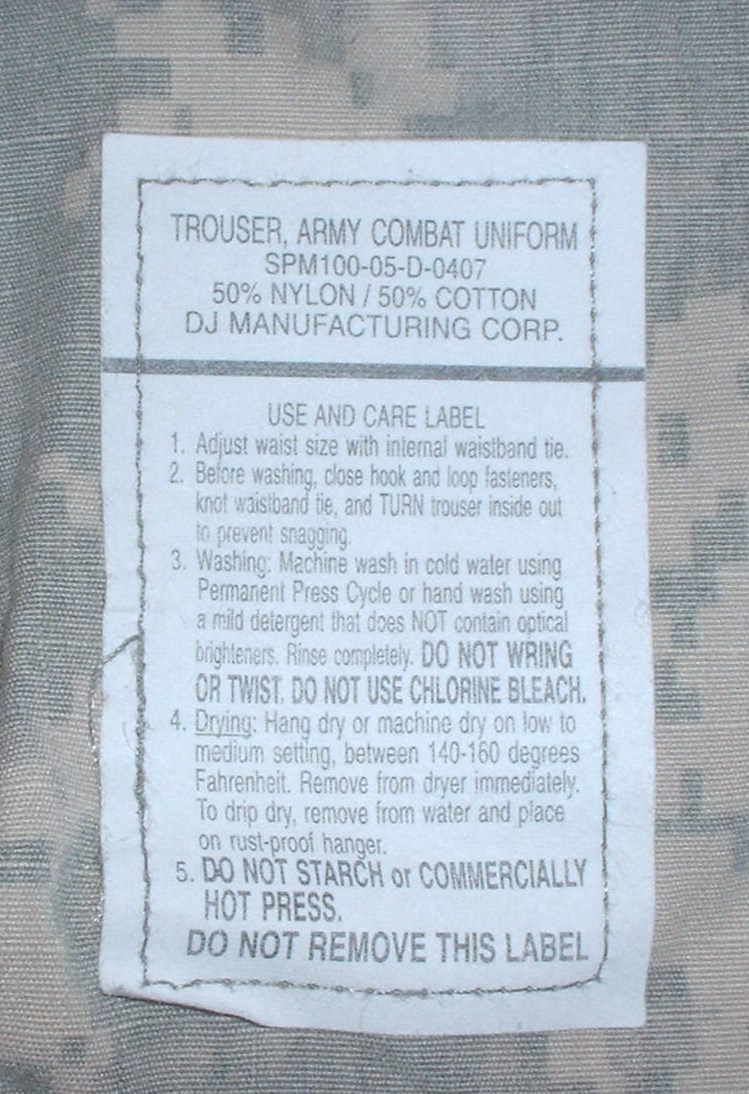 TROUSER, ARMY COMBAT UNIFORM
SPM100-05-D-0407
50% NYLON / 50% COTTON
DJ MANUFACTURING CORP.
USE AND CARE LABEL
1. Adjust waist size with internal waistband tie.
2. Before washing, close hook and loop fasteners,
knot waistband tie, and TURN trouser inside out
to prevent snagging.
3. Washing: Machine wash in cold water using
Permanent Press Cycle or hand wash using
a mild detergent that does NOT contain optical
brighteners. Rinse completely. DO NOT WRING
OR TWIST. DO NOT USE CHLORINE BLEACH.
4. Drying: Hang dry or machine dry on low to
medium setting, between 140-160 degrees
Fahrenheit. Remove from dryer immediately.
To drip dry, remove from water and place
on rust-proof hanger.
5. DO NOT STARCH or COMMERCIALLY
HOT PRESS.
DO NOT REMOVE THIS LABEL